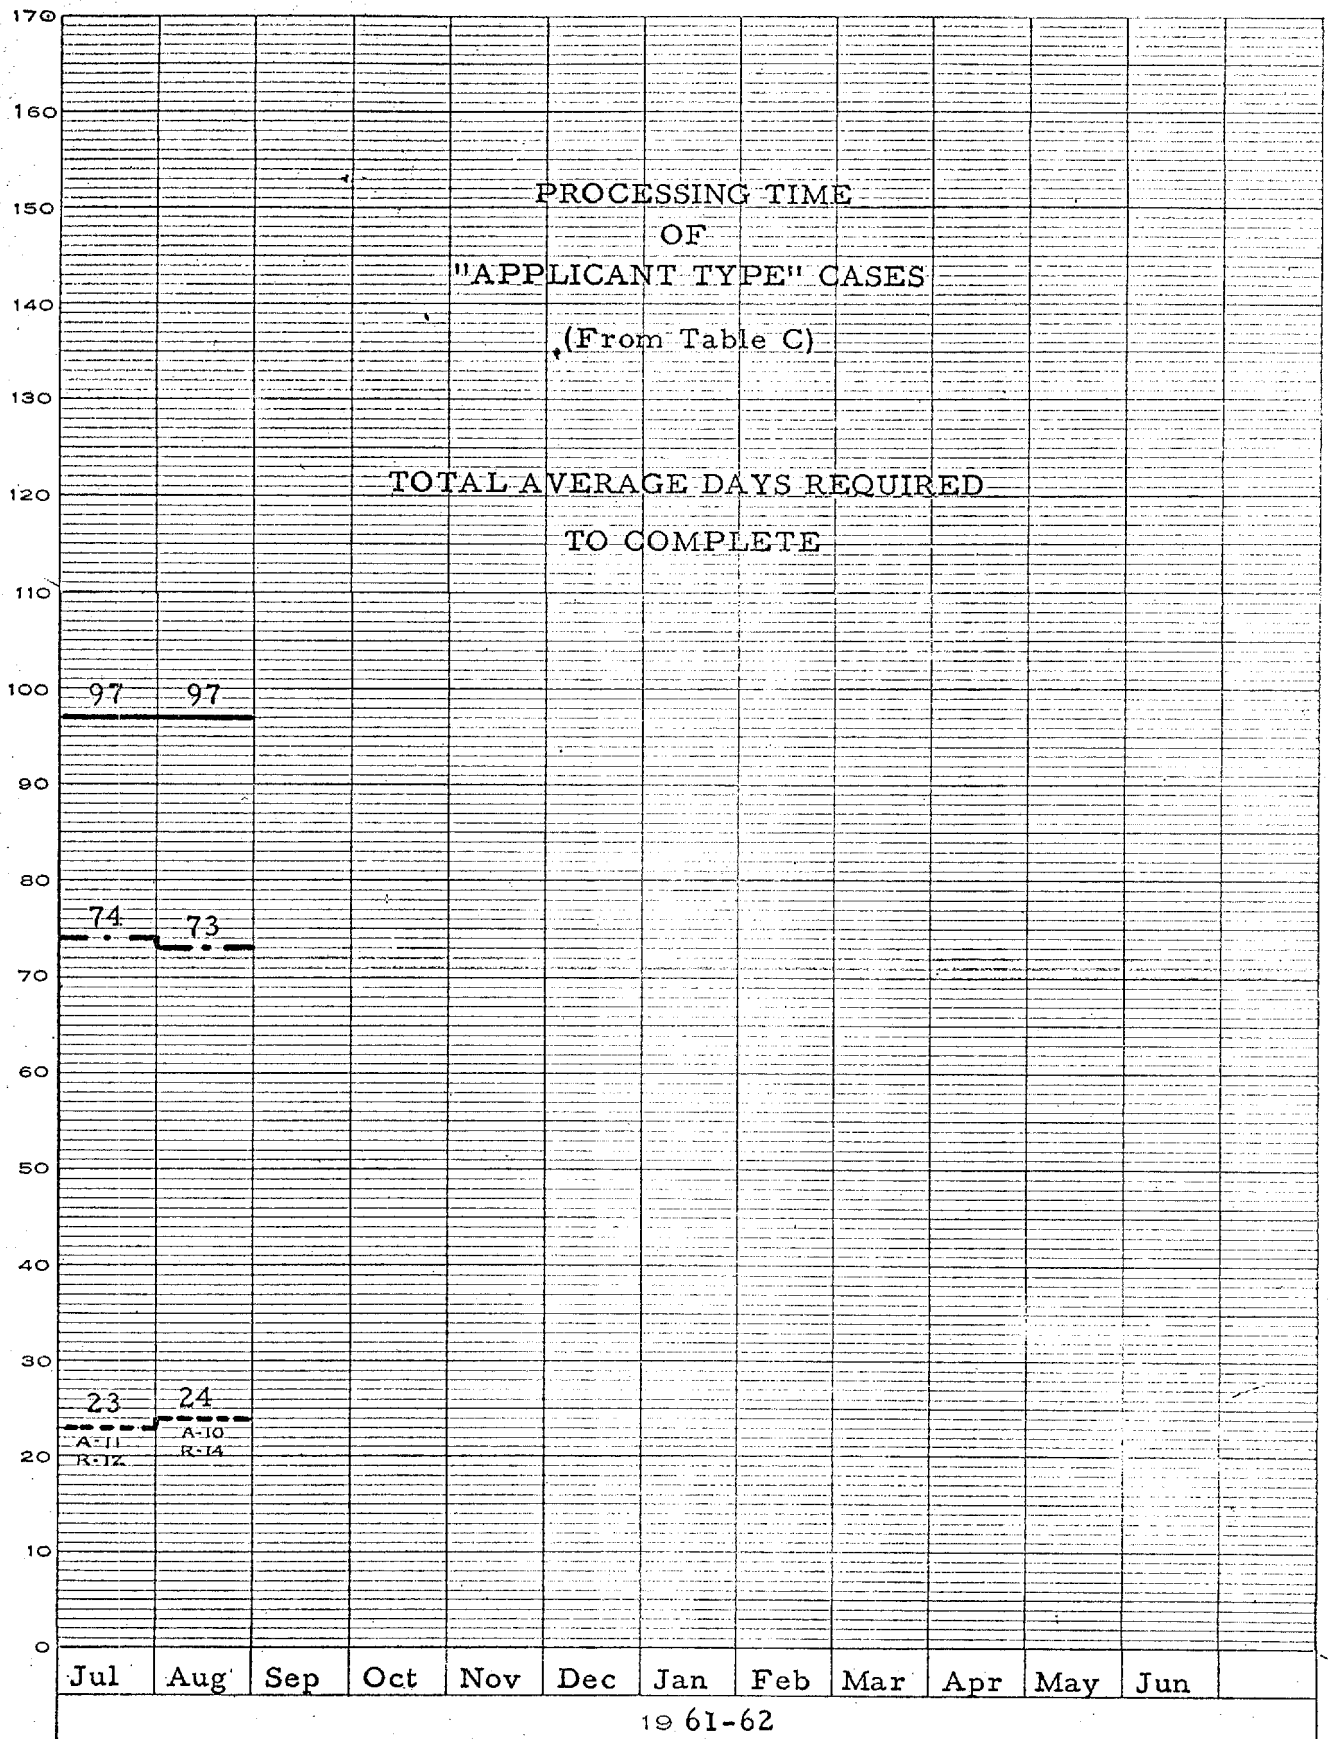 170
160
150
140
130
120
110
100
90
80
70
60
50
40
30
20
10
0
PROCESSING TIME
OF
"APPLICANT TYPE" CASES
(From Table C)
TOTAL AVERAGE DAYS REQUIRED
TO COMPLETE
97 97
74 73
23 24
A-11 A-10
R-12 R-14
Jul Aug Sep Oct Nov Dec Jan Feb Mar Apr May Jun
19 61-62